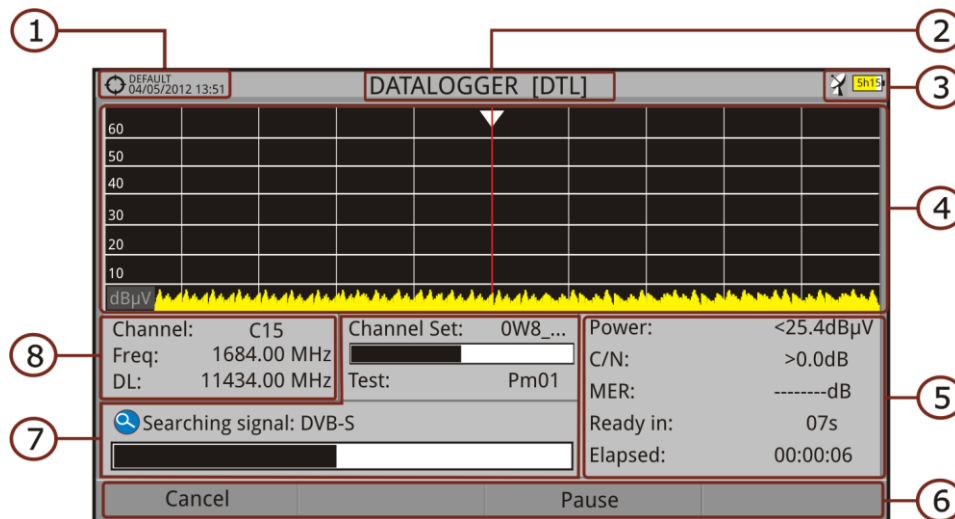 1
2
DEFAULT
04/05/2012 13:51
DATALOGGER [DTL]
5h15
3
60
50
40
30
20
10
dBµV
4
Channel: C15
Freq: 1684.00 MHz
DL: 11434.00 MHz
8
Channel Set: 0W8_...
Test: Pm01
Power: <25.4dBµV
C/N: >0.0dB
MER: -------dB
Ready in: 07s
Elapsed: 00:00:06
5
7
Searching signal: DVB-S
Cancel
Pause
6